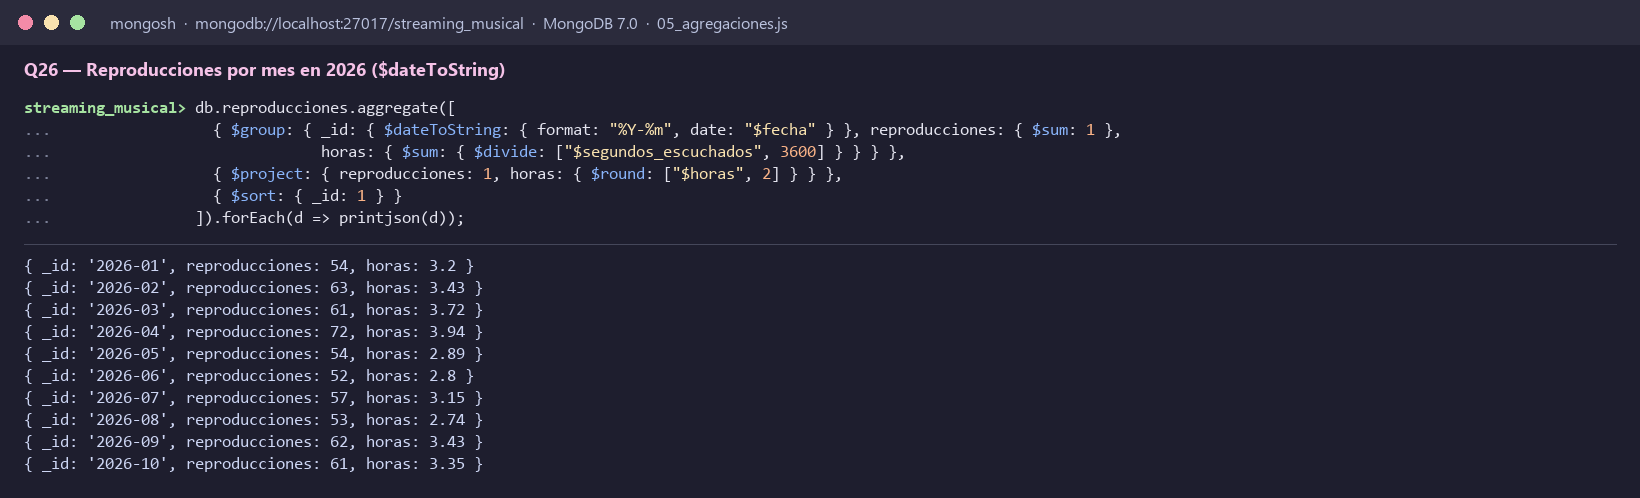 mongosh · mongodb://localhost:27017/streaming_musical · MongoDB 7.0 · 05_agregaciones.js
Q26 — Reproducciones por mes en 2026 ($dateToString)
streaming_musical> db.reproducciones.aggregate([
...                  { $group: { _id: { $dateToString: { format: "%Y-%m", date: "$fecha" } }, reproducciones: { $sum: 1 },
...                              horas: { $sum: { $divide: ["$segundos_escuchados", 3600] } } } },
...                  { $project: { reproducciones: 1, horas: { $round: ["$horas", 2] } } },
...                  { $sort: { _id: 1 } }
...                ]).forEach(d => printjson(d));
{ _id: '2026-01', reproducciones: 54, horas: 3.2 }
{ _id: '2026-02', reproducciones: 63, horas: 3.43 }
{ _id: '2026-03', reproducciones: 61, horas: 3.72 }
{ _id: '2026-04', reproducciones: 72, horas: 3.94 }
{ _id: '2026-05', reproducciones: 54, horas: 2.89 }
{ _id: '2026-06', reproducciones: 52, horas: 2.8 }
{ _id: '2026-07', reproducciones: 57, horas: 3.15 }
{ _id: '2026-08', reproducciones: 53, horas: 2.74 }
{ _id: '2026-09', reproducciones: 62, horas: 3.43 }
{ _id: '2026-10', reproducciones: 61, horas: 3.35 }